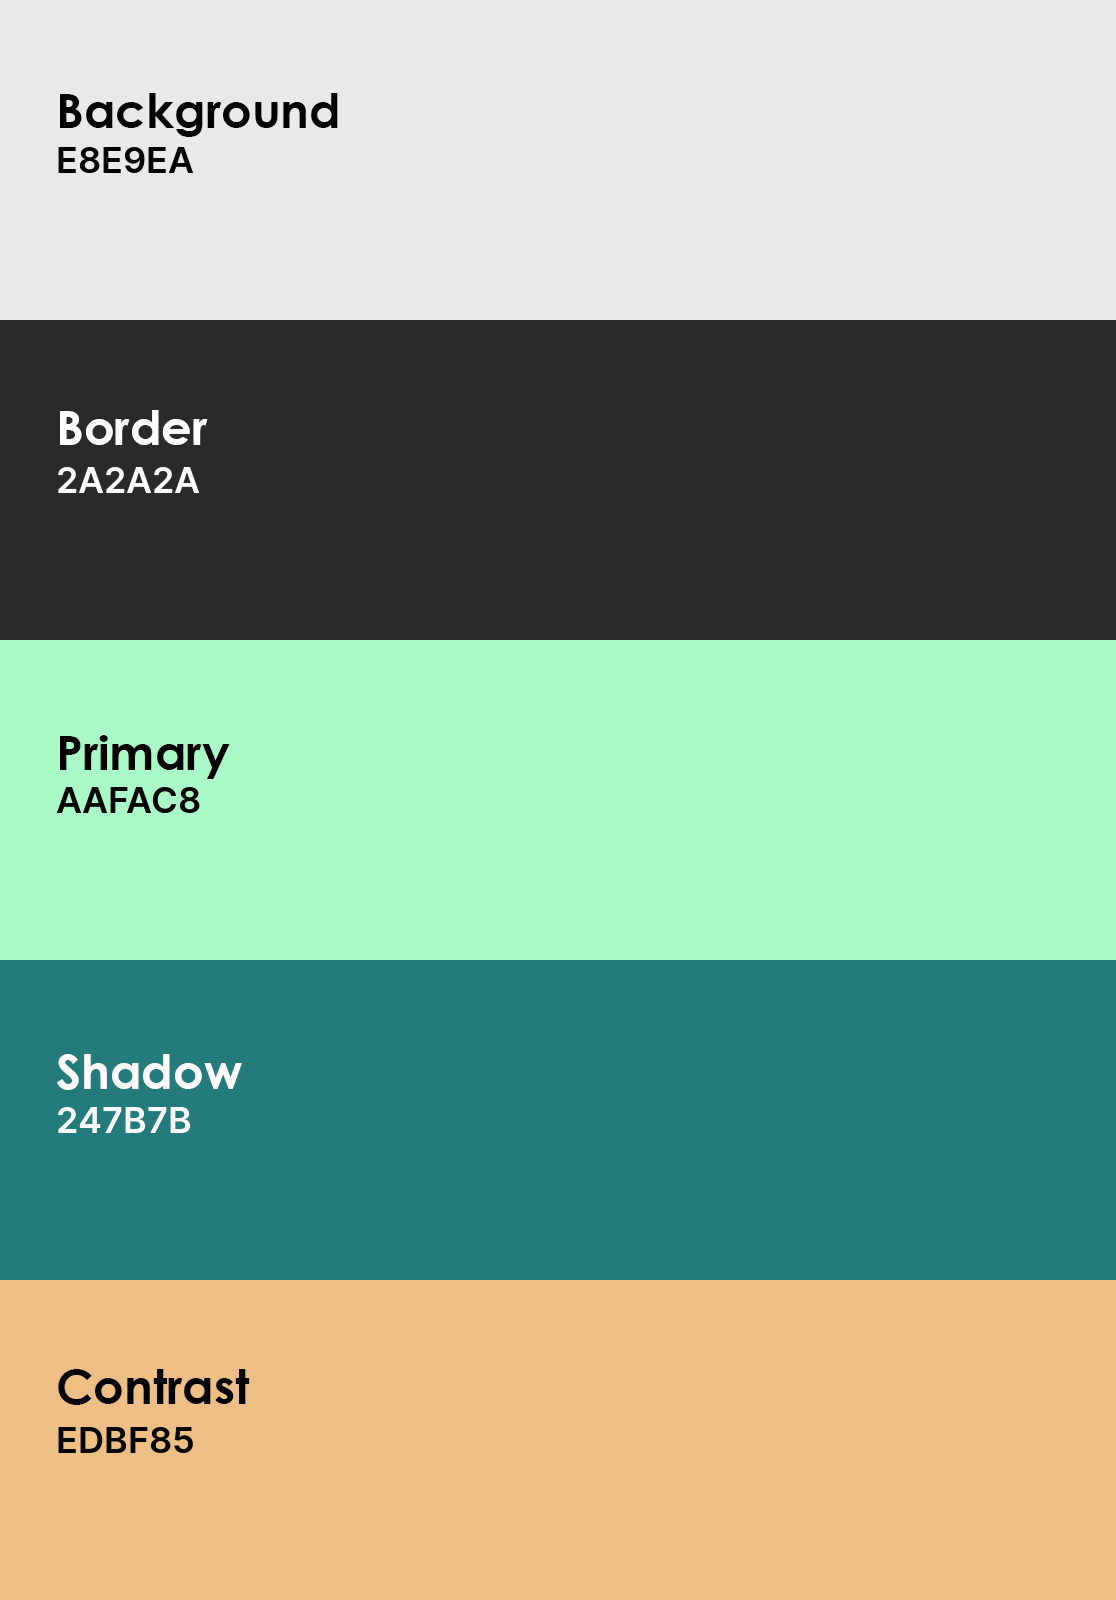 Background
E8E9EA
Border
2A2A2A
Primary
AAFAC8
Shadow
247B7B
Contrast
EDBF85